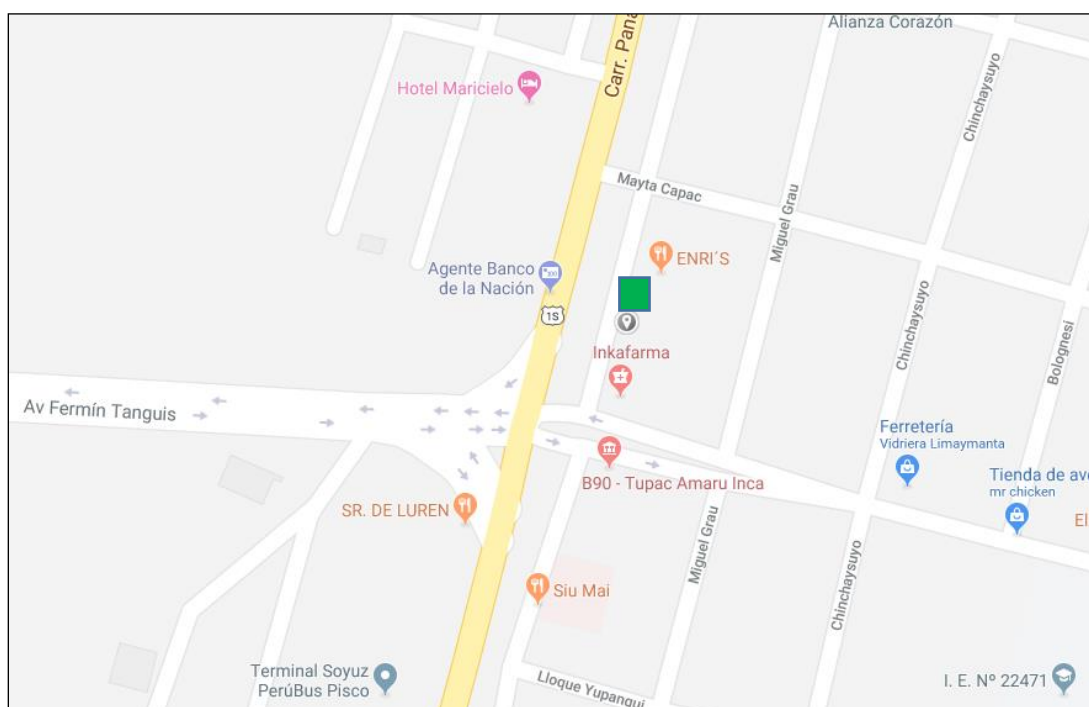 Alianza Corazón
Carr. Pana
Hotel Maricielo
Chinchaysuyo
Mayta Capac
Miguel Grau
ENRI´S
Agente Banco
de la Nación
1S
Chinchaysuyo
Bolognesi
Inkafarma
Av Fermín Tanguis
Ferretería
Vidriera Limaymanta
B90 - Tupac Amaru Inca
Tienda de ave
mr chicken
SR. DE LUREN
El
Miguel Grau
Chinchaysuyo
Siu Mai
Terminal Soyuz
PerúBus Pisco
Lloque Yupanqui
I. E. Nº 22471